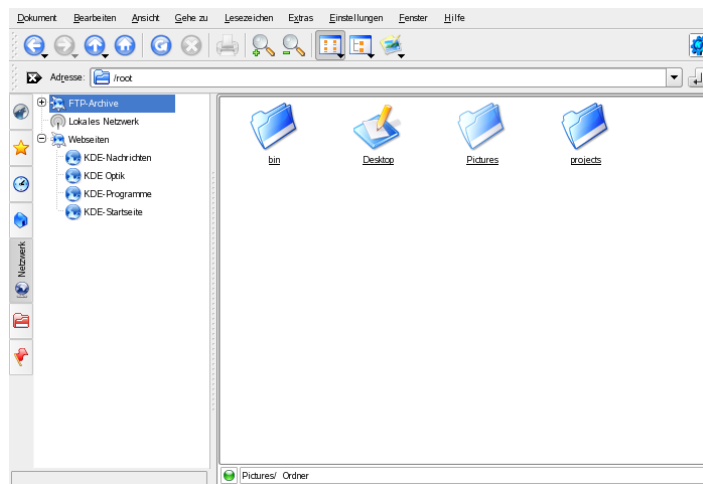 Dokument Bearbeiten Ansicht Gehe zu Lesezeichen Extras Einstellungen Fenster Hilfe
Adresse: /root
FTP-Archive
Lokales Netzwerk
Webseiten
KDE-Nachrichten
KDE Optik
KDE-Programme
KDE-Startseite
Netzwerk
bin Desktop Pictures projects
Pictures/ Ordner